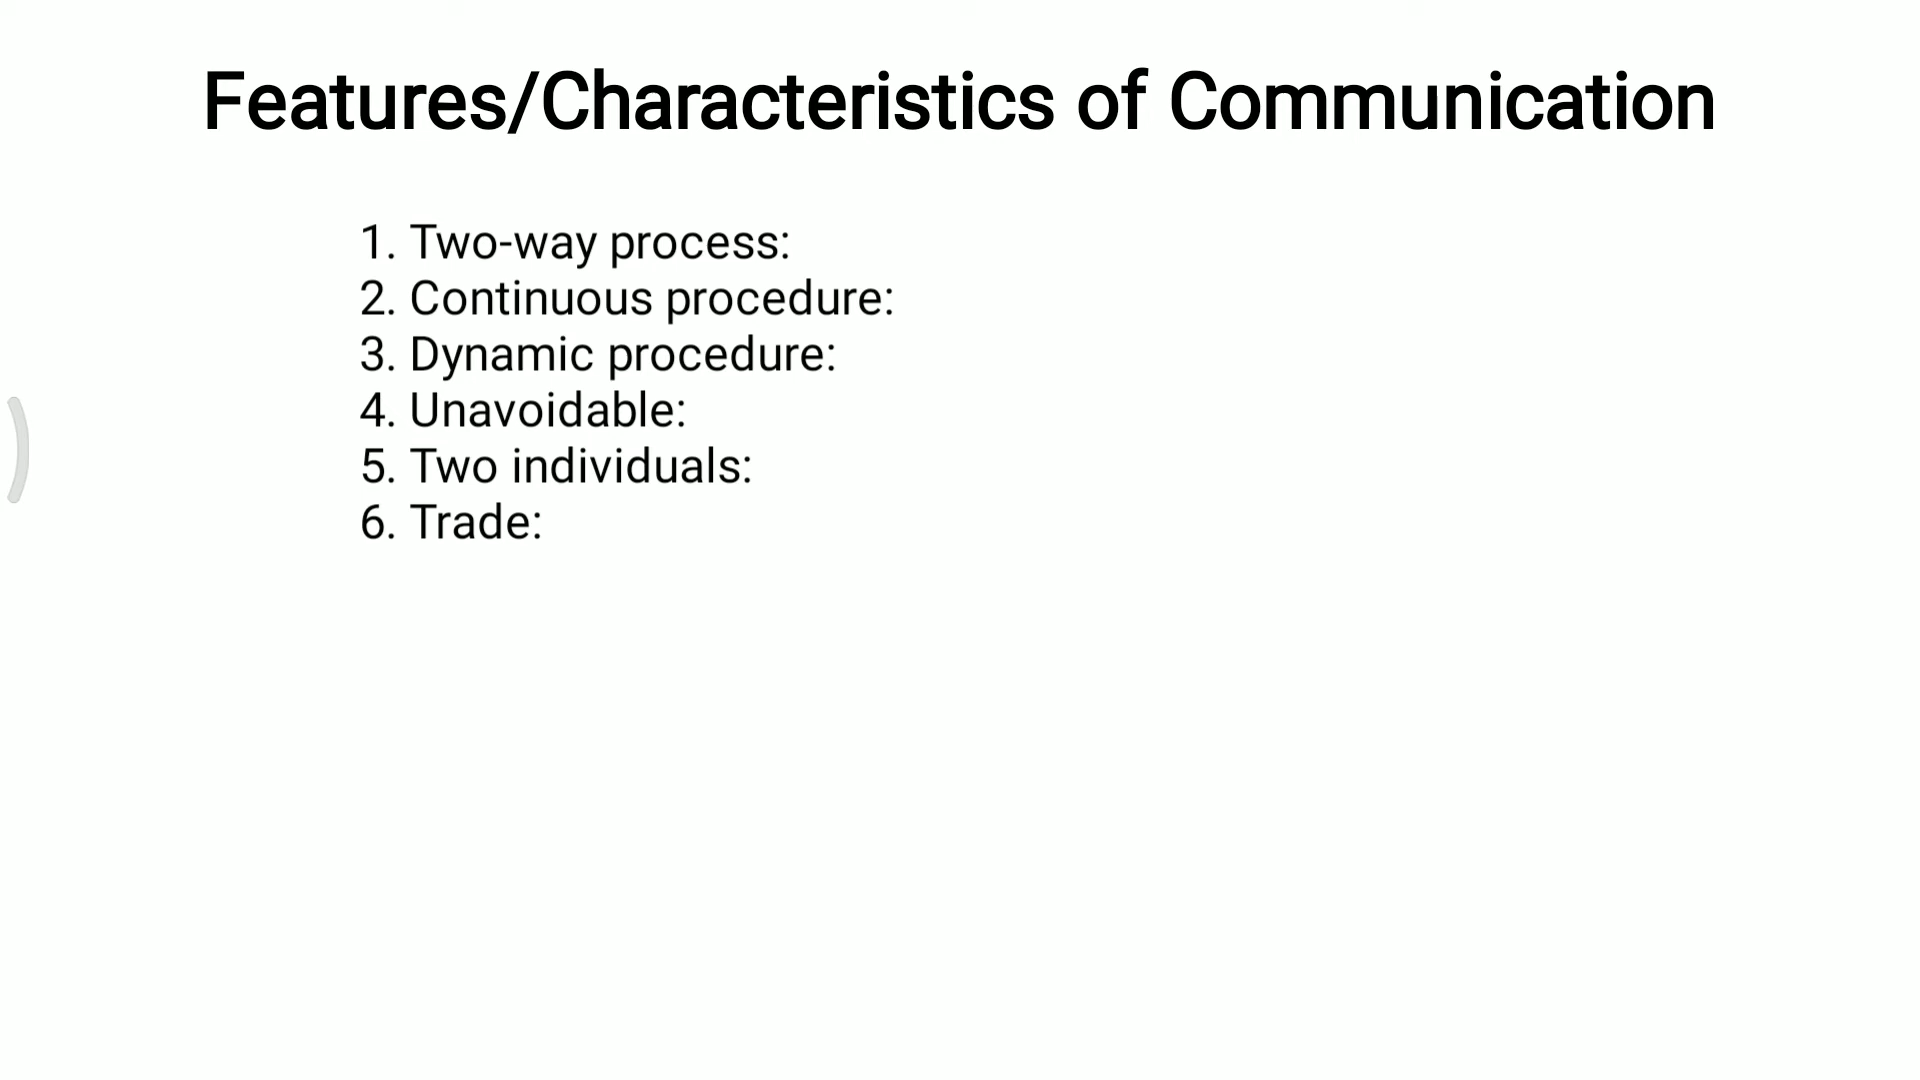 Features/Characteristics of Communication
1. Two-way process:
2. Continuous procedure:
3. Dynamic procedure:
4. Unavoidable:
5. Two individuals:
6. Trade: